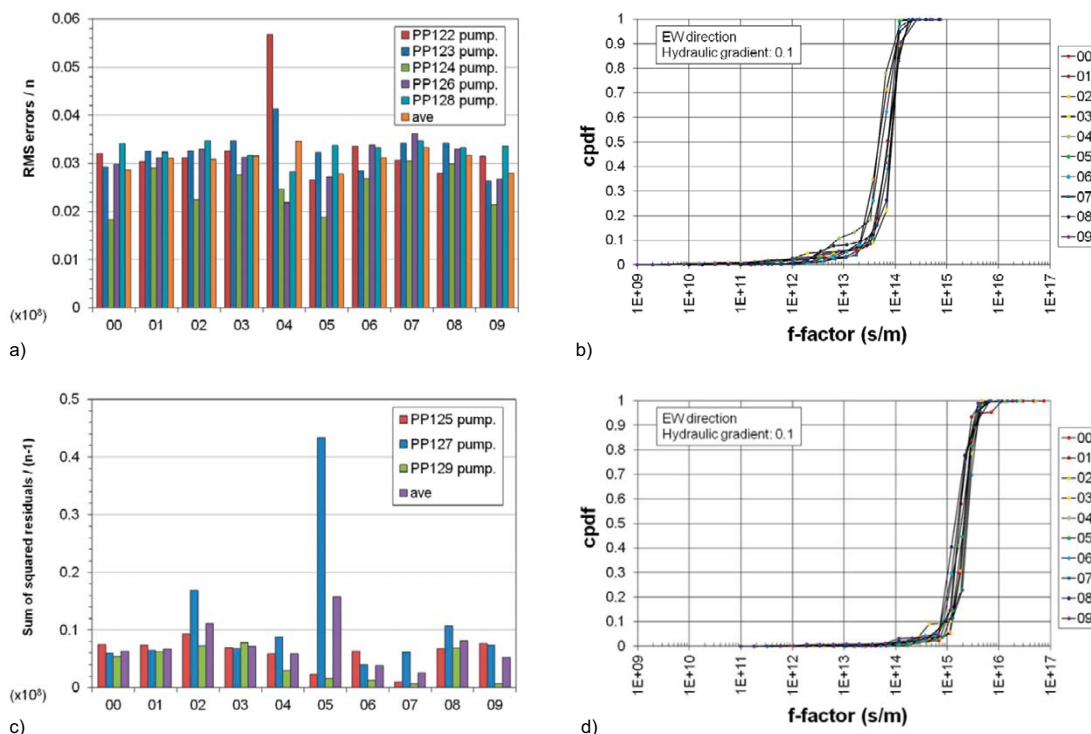 0.06
0.05
0.04
0.03
0.02
0.01
0
RMS errors / n
PP122 pump.
PP123 pump.
PP124 pump.
PP126 pump.
PP128 pump.
ave
(x10⁸)
00 01 02 03 04 05 06 07 08 09
a)
1
0.9
0.8
0.7
0.6
0.5
0.4
0.3
0.2
0.1
0
cpdf
EW direction
Hydraulic gradient: 0.1
00
01
02
03
04
05
06
07
08
09
1E+09 1E+10 1E+11 1E+12 1E+13 1E+14 1E+15 1E+16 1E+17
f-factor (s/m)
b)
0.5
0.4
0.3
0.2
0.1
0
Sum of squared residuals / (n-1)
PP125 pump.
PP127 pump.
PP129 pump.
ave
(x10⁸)
00 01 02 03 04 05 06 07 08 09
c)
1
0.9
0.8
0.7
0.6
0.5
0.4
0.3
0.2
0.1
0
cpdf
EW direction
Hydraulic gradient: 0.1
00
01
02
03
04
05
06
07
08
09
1E+09 1E+10 1E+11 1E+12 1E+13 1E+14 1E+15 1E+16 1E+17
f-factor (s/m)
d)